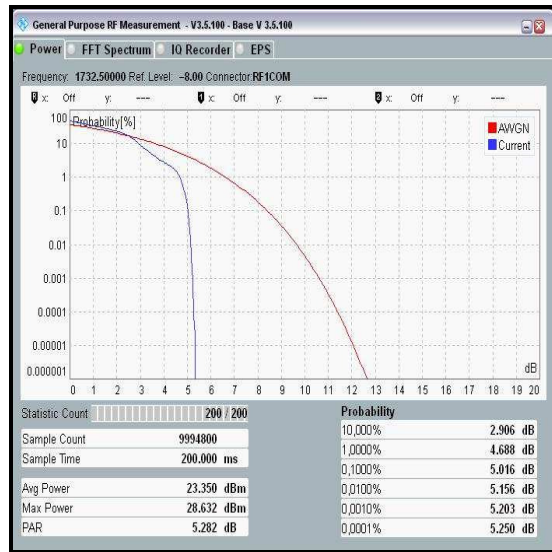 General Purpose RF Measurement - V3.5.100 - Base V 3.5.100
Power FFT Spectrum IQ Recorder EPS
Frequency: 1732.50000 Ref. Level: -8.00 Connector:RF1COM
x: Off y: --- x: Off y: --- x: Off y: ---
Probability[%]
AWGN
Current
100
10
1
0.1
0.01
0.001
0.0001
0.00001
0.000001
dB
0 1 2 3 4 5 6 7 8 9 10 11 12 13 14 15 16 17 18 19 20
Statistic Count 200 / 200
Sample Count 9994800
Sample Time 200.000 ms
Avg Power 23.350 dBm
Max Power 28.632 dBm
PAR 5.282 dB
Probability
10,000% 2.906 dB
1,0000% 4.688 dB
0,1000% 5.016 dB
0,0100% 5.156 dB
0,0010% 5.203 dB
0,0001% 5.250 dB